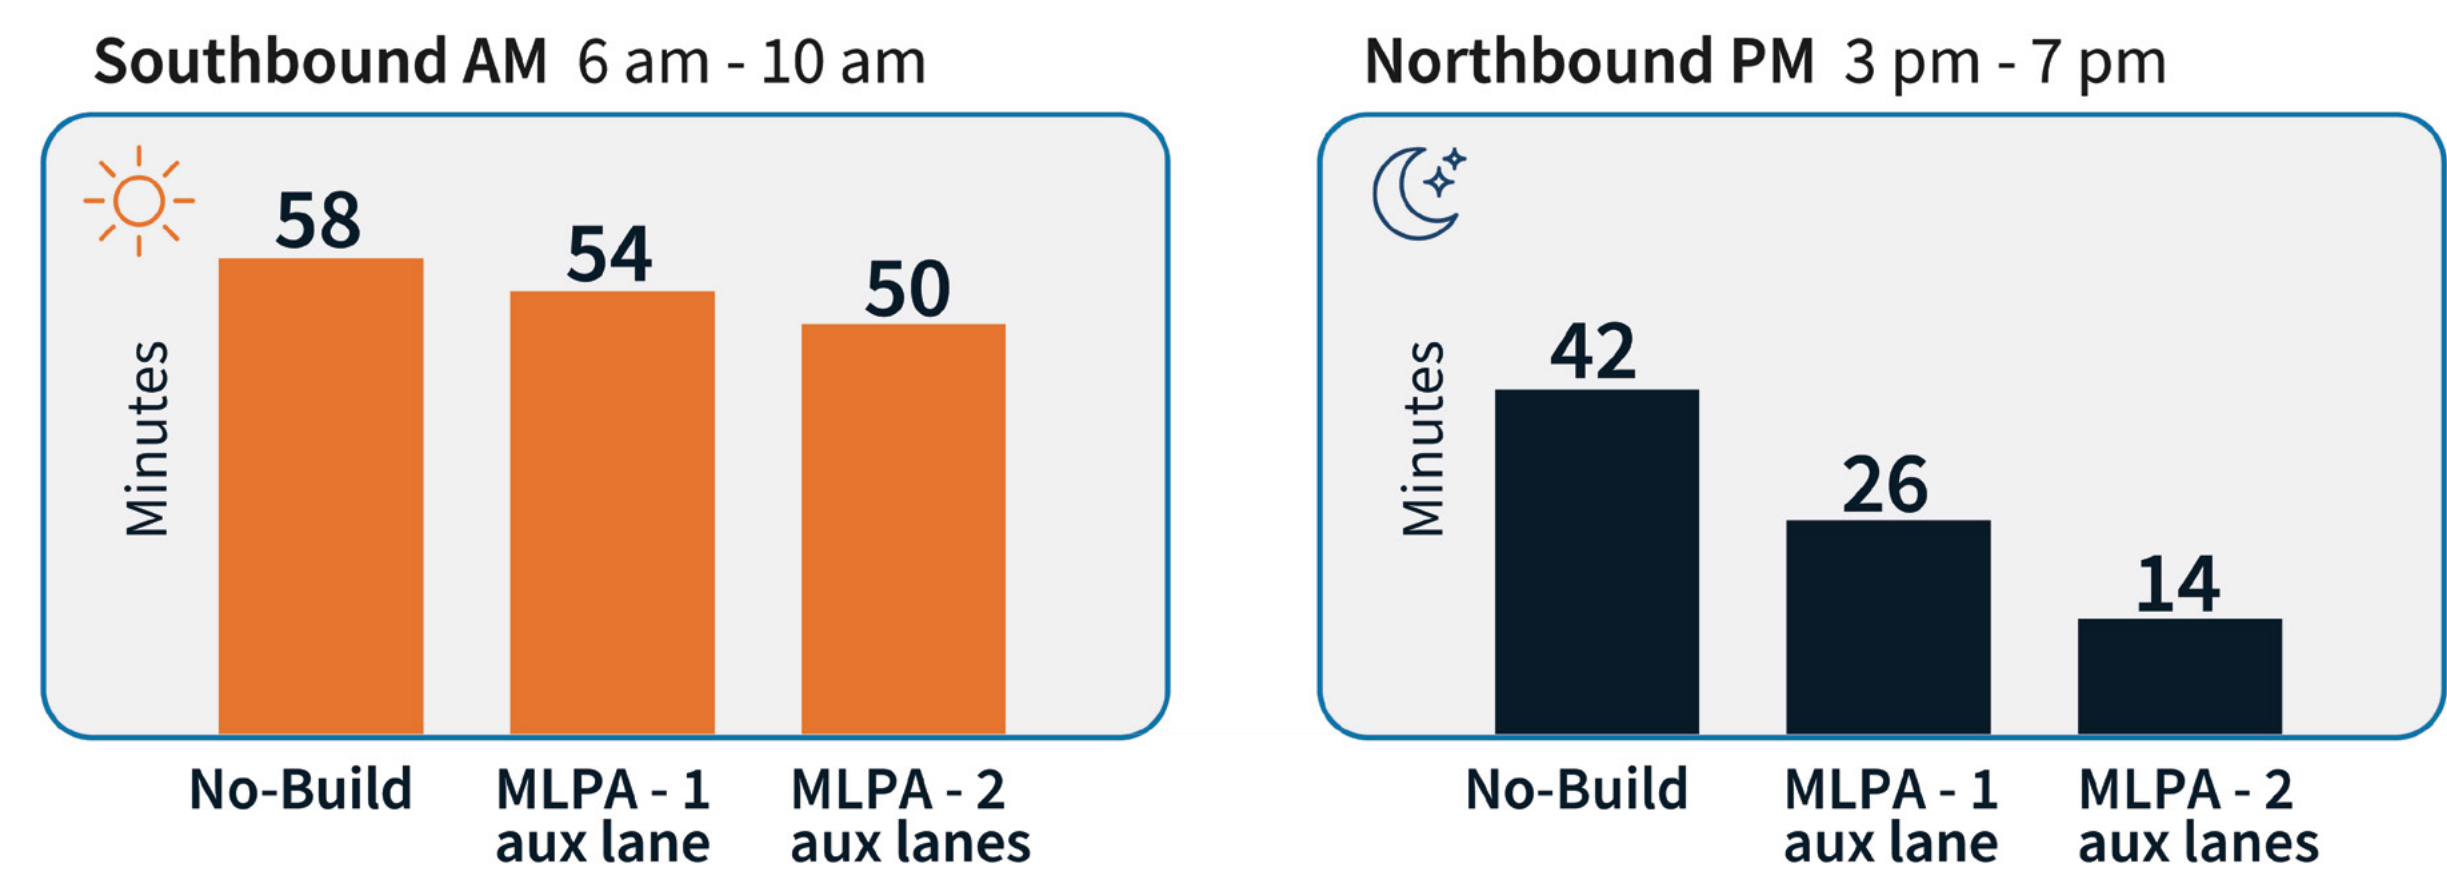 Southbound AM 6 am - 10 am
Minutes
58
54
50
No-Build
MLPA - 1
aux lane
MLPA - 2
aux lanes
Northbound PM 3 pm - 7 pm
Minutes
42
26
14
No-Build
MLPA - 1
aux lane
MLPA - 2
aux lanes